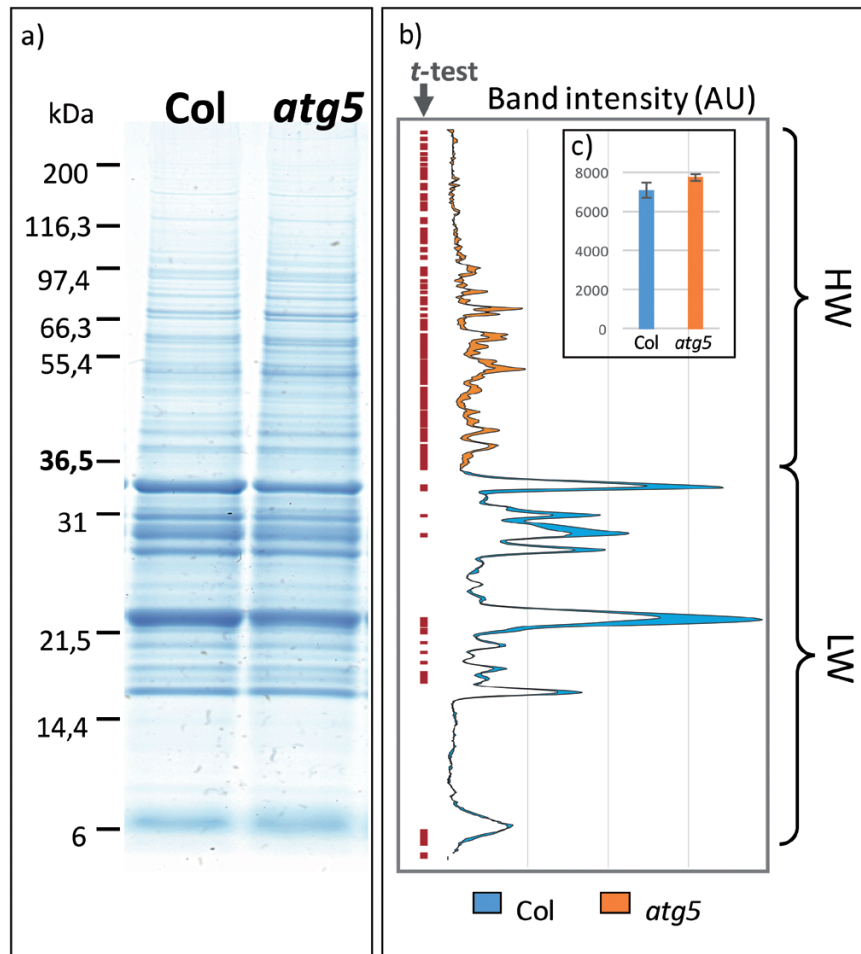 a)
kDa
Col
atg5
200
116,3
97,4
66,3
55,4
36,5
31
21,5
14,4
6
b)
t-test
Band intensity (AU)
c)
8000
6000
4000
2000
0
Col
atg5
HW
LW
Col
atg5